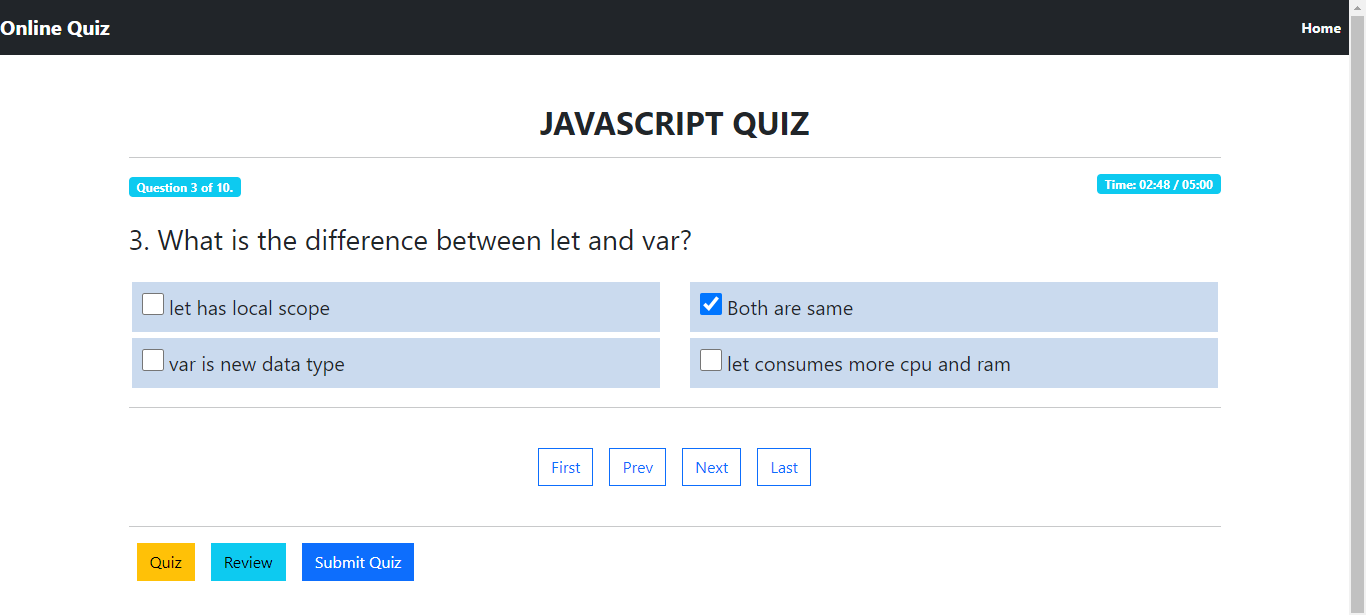 Online Quiz
Home
JAVASCRIPT QUIZ
Question 3 of 10.
Time: 02:48 / 05:00
3. What is the difference between let and var?
let has local scope
Both are same
var is new data type
let consumes more cpu and ram
First
Prev
Next
Last
Quiz
Review
Submit Quiz